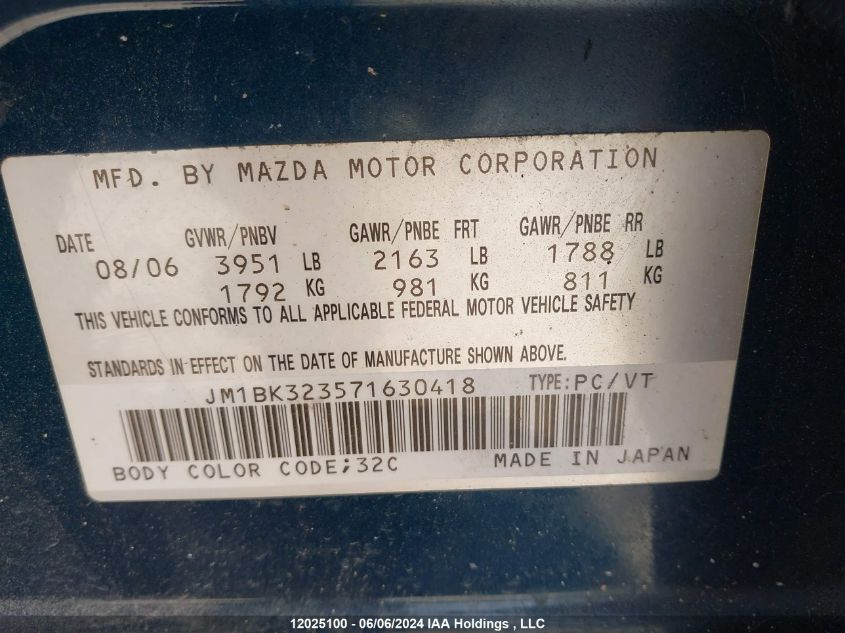 MFD. BY MAZDA MOTOR CORPORATION
DATE GVWR/PNBV GAWR/PNBE FRT GAWR/PNBE RR
08/06 3951 LB 2163 LB 1788 LB
1792 KG 981 KG 811 KG
THIS VEHICLE CONFORMS TO ALL APPLICABLE FEDERAL MOTOR VEHICLE SAFETY
STANDARDS IN EFFECT ON THE DATE OF MANUFACTURE SHOWN ABOVE.
JM1BK323571630418 TYPE:PC/VT
BODY COLOR CODE;32C MADE IN JAPAN
12025100 - 06/06/2024 IAA Holdings, LLC